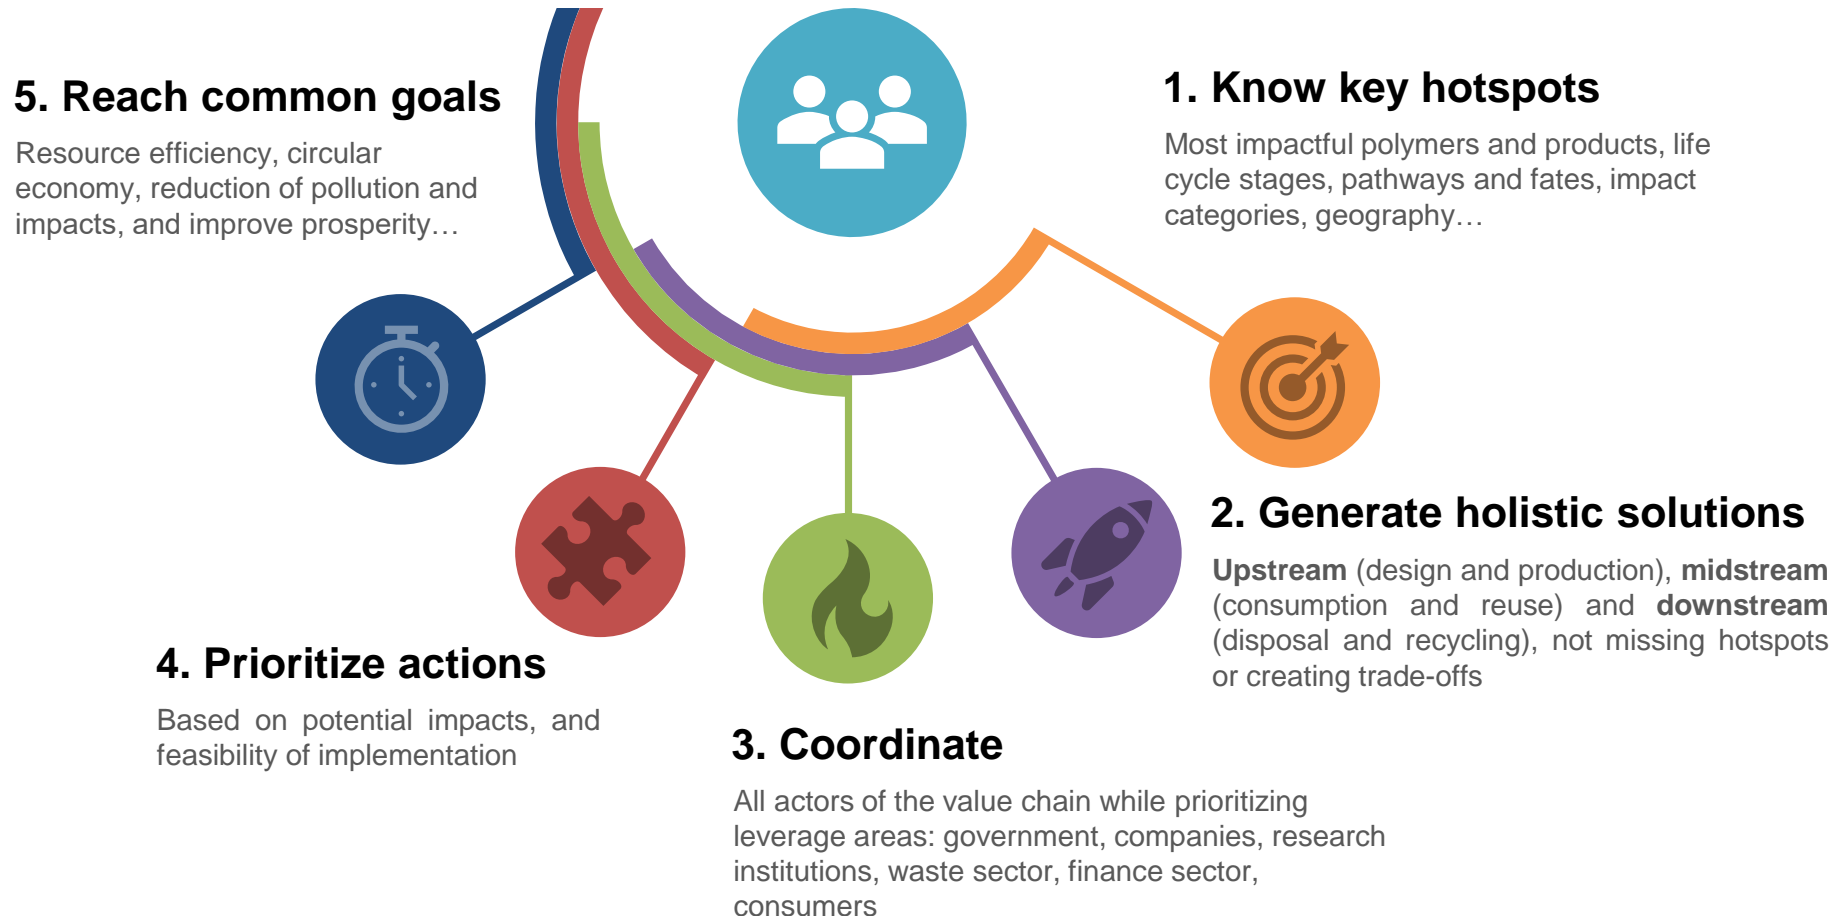 1. Know key hotspots
Most impactful polymers and products, life
cycle stages, pathways and fates, impact
categories, geography…
2. Generate holistic solutions
Upstream (design and production), midstream
(consumption and reuse) and downstream
(disposal and recycling), not missing hotspots
or creating trade-offs
3. Coordinate
All actors of the value chain while prioritizing
leverage areas: government, companies, research
institutions, waste sector, finance sector,
consumers
4. Prioritize actions
Based on potential impacts, and
feasibility of implementation
5. Reach common goals
Resource efficiency, circular
economy, reduction of pollution and
impacts, and improve prosperity…